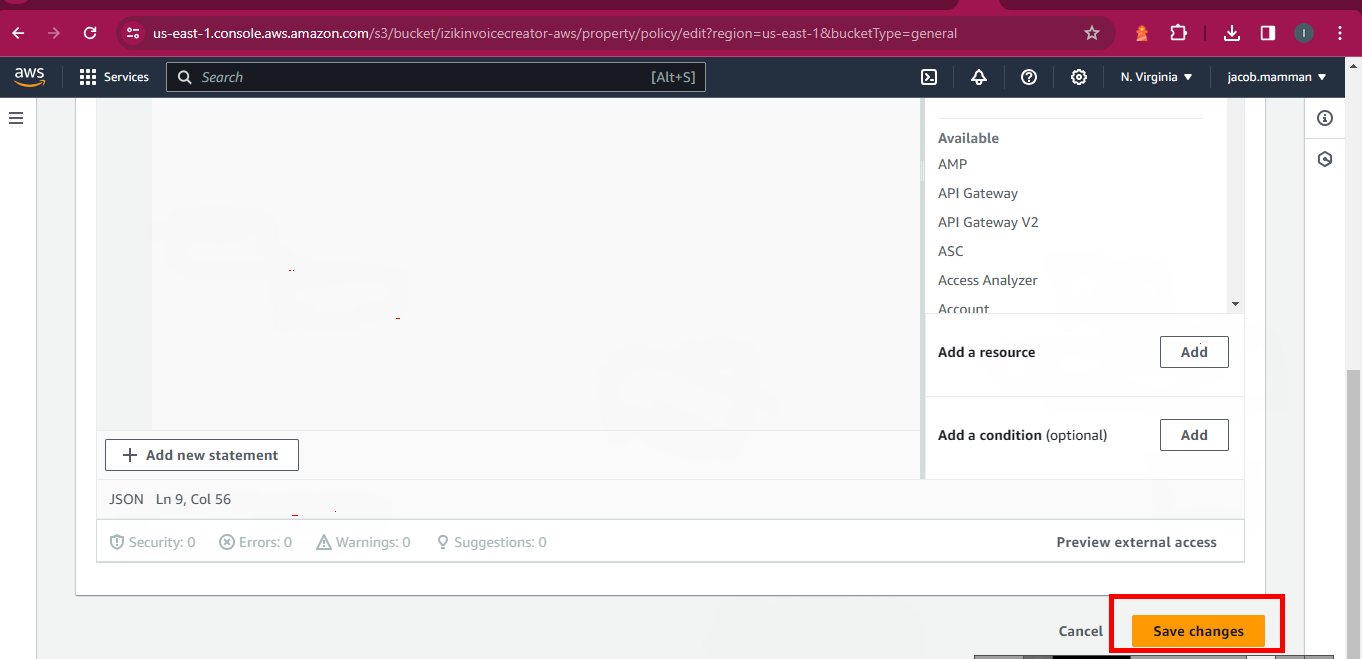 us-east-1.console.aws.amazon.com/s3/bucket/izikinvoicecreator-aws/property/policy/edit?region=us-east-1&bucketType=general
I
aws
Services
Search
[Alt+S]
N. Virginia
jacob.mamman
Available
AMP
API Gateway
API Gateway V2
ASC
Access Analyzer
Account
Add a resource
Add
Add a condition (optional)
Add
Add new statement
JSON Ln 9, Col 56
Security: 0
Errors: 0
Warnings: 0
Suggestions: 0
Preview external access
Cancel
Save changes